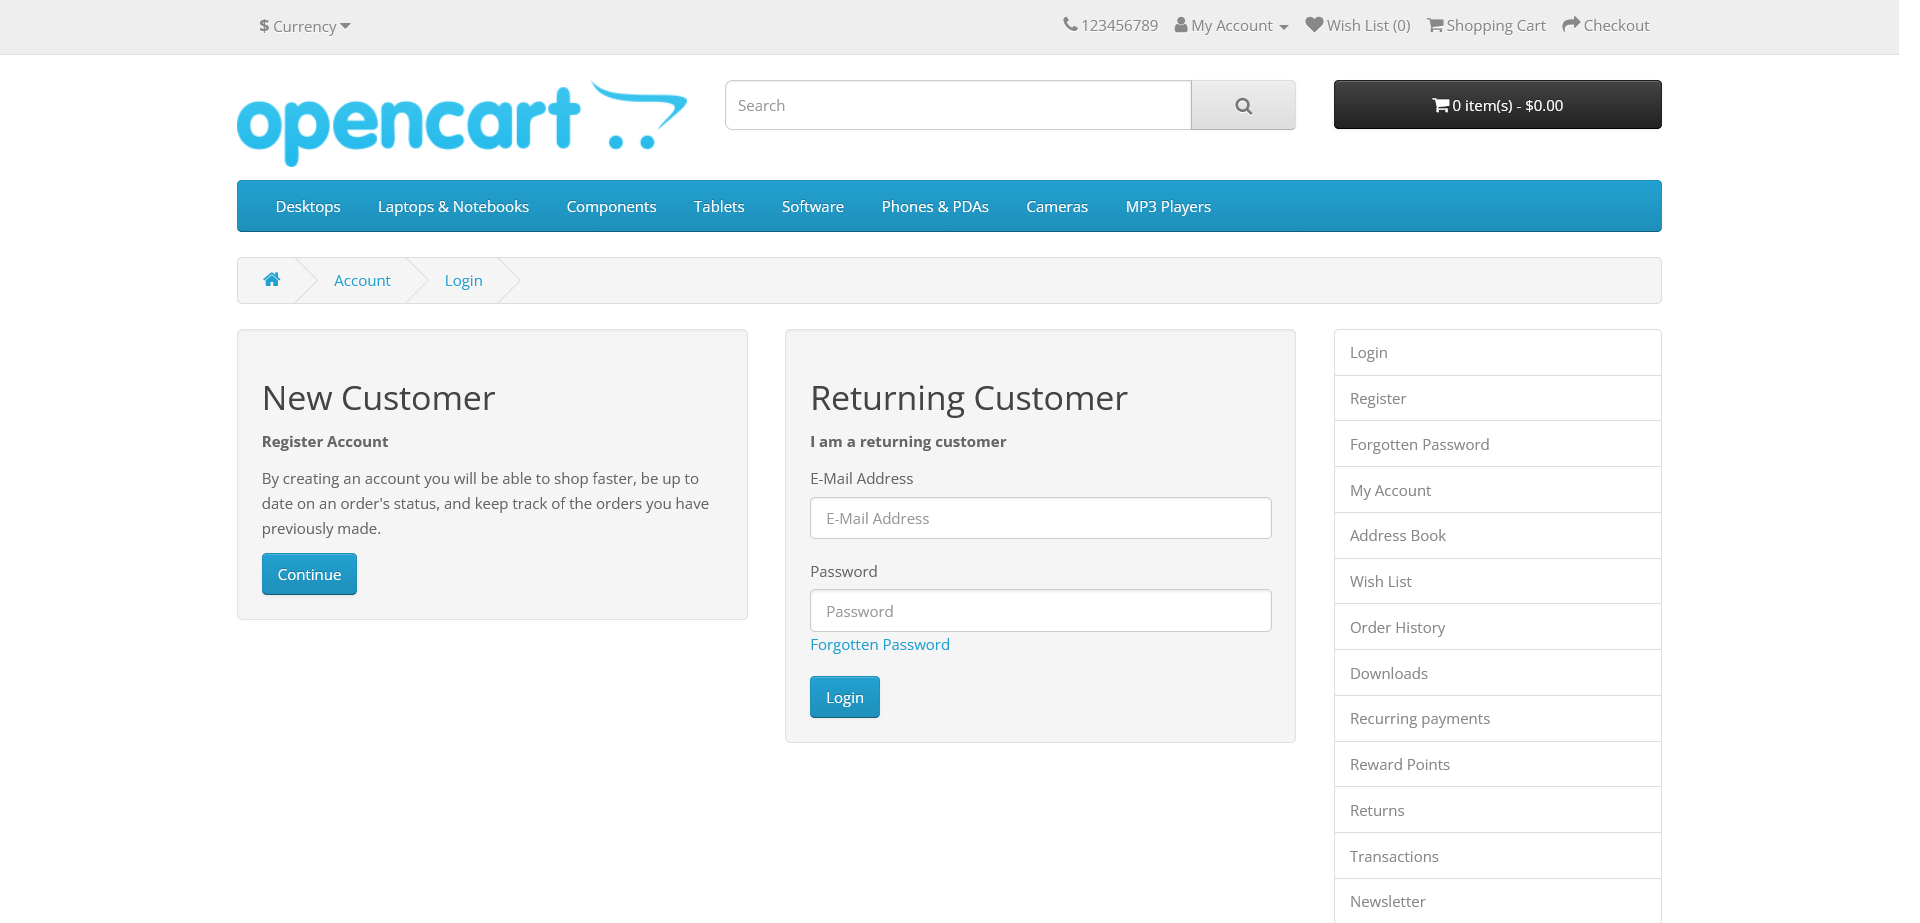 $ Currency
123456789 My Account Wish List (0) Shopping Cart Checkout
opencart
Search
0 item(s) - $0.00
Desktops Laptops & Notebooks Components Tablets Software Phones & PDAs Cameras MP3 Players
Account Login
New Customer
Register Account
By creating an account you will be able to shop faster, be up to
date on an order's status, and keep track of the orders you have
previously made.
Continue
Returning Customer
I am a returning customer
E-Mail Address
E-Mail Address
Password
Password
Forgotten Password
Login
Login
Register
Forgotten Password
My Account
Address Book
Wish List
Order History
Downloads
Recurring payments
Reward Points
Returns
Transactions
Newsletter